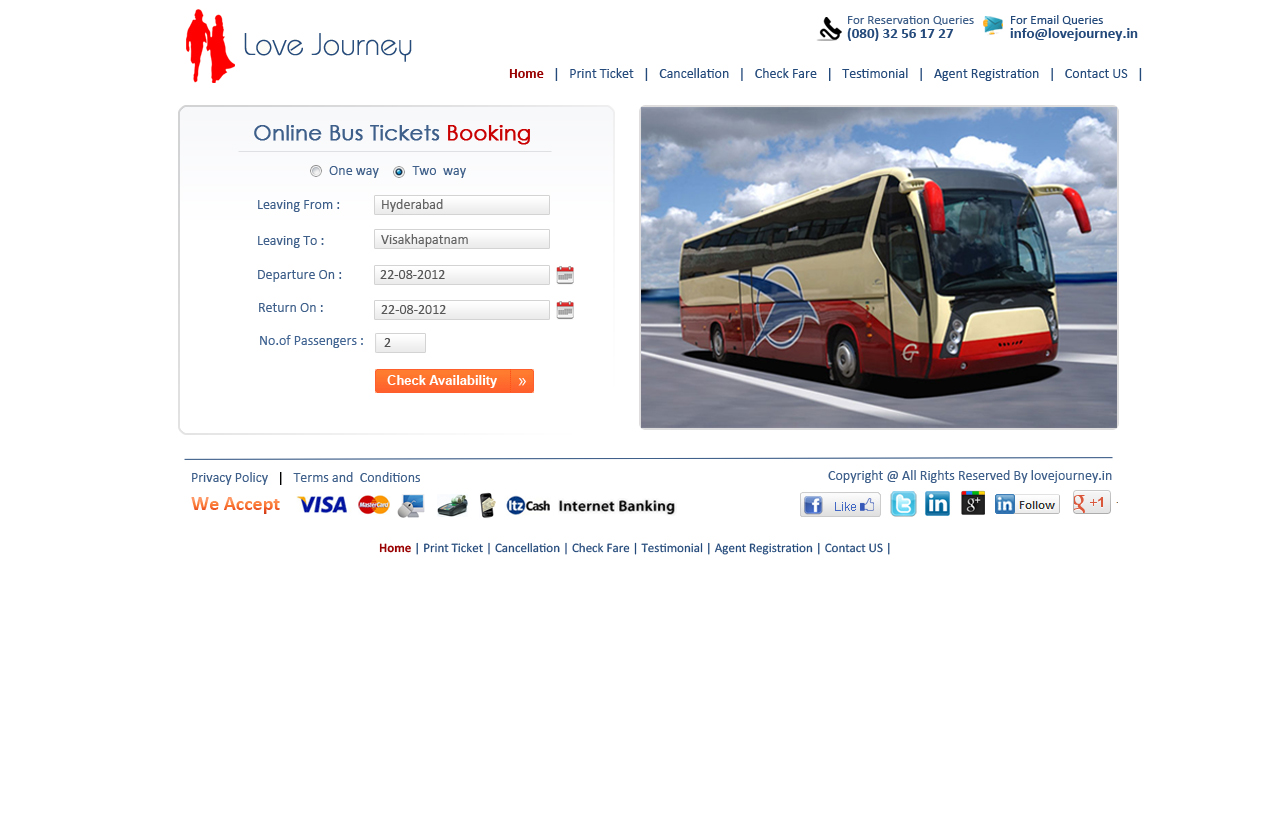 Love Journey
For Reservation Queries
(080) 32 56 17 27
For Email Queries
info@lovejourney.in
Home | Print Ticket | Cancellation | Check Fare | Testimonial | Agent Registration | Contact US |
Online Bus Tickets Booking
One way Two way
Leaving From : Hyderabad
Leaving To : Visakhapatnam
Departure On : 22-08-2012
Return On : 22-08-2012
No.of Passengers : 2
Check Availability »
Privacy Policy | Terms and Conditions
Copyright @ All Rights Reserved By lovejourney.in
We Accept VISA MasterCard ItzCash Internet Banking
f Like t in g+ in Follow g +1
Home | Print Ticket | Cancellation | Check Fare | Testimonial | Agent Registration | Contact US |